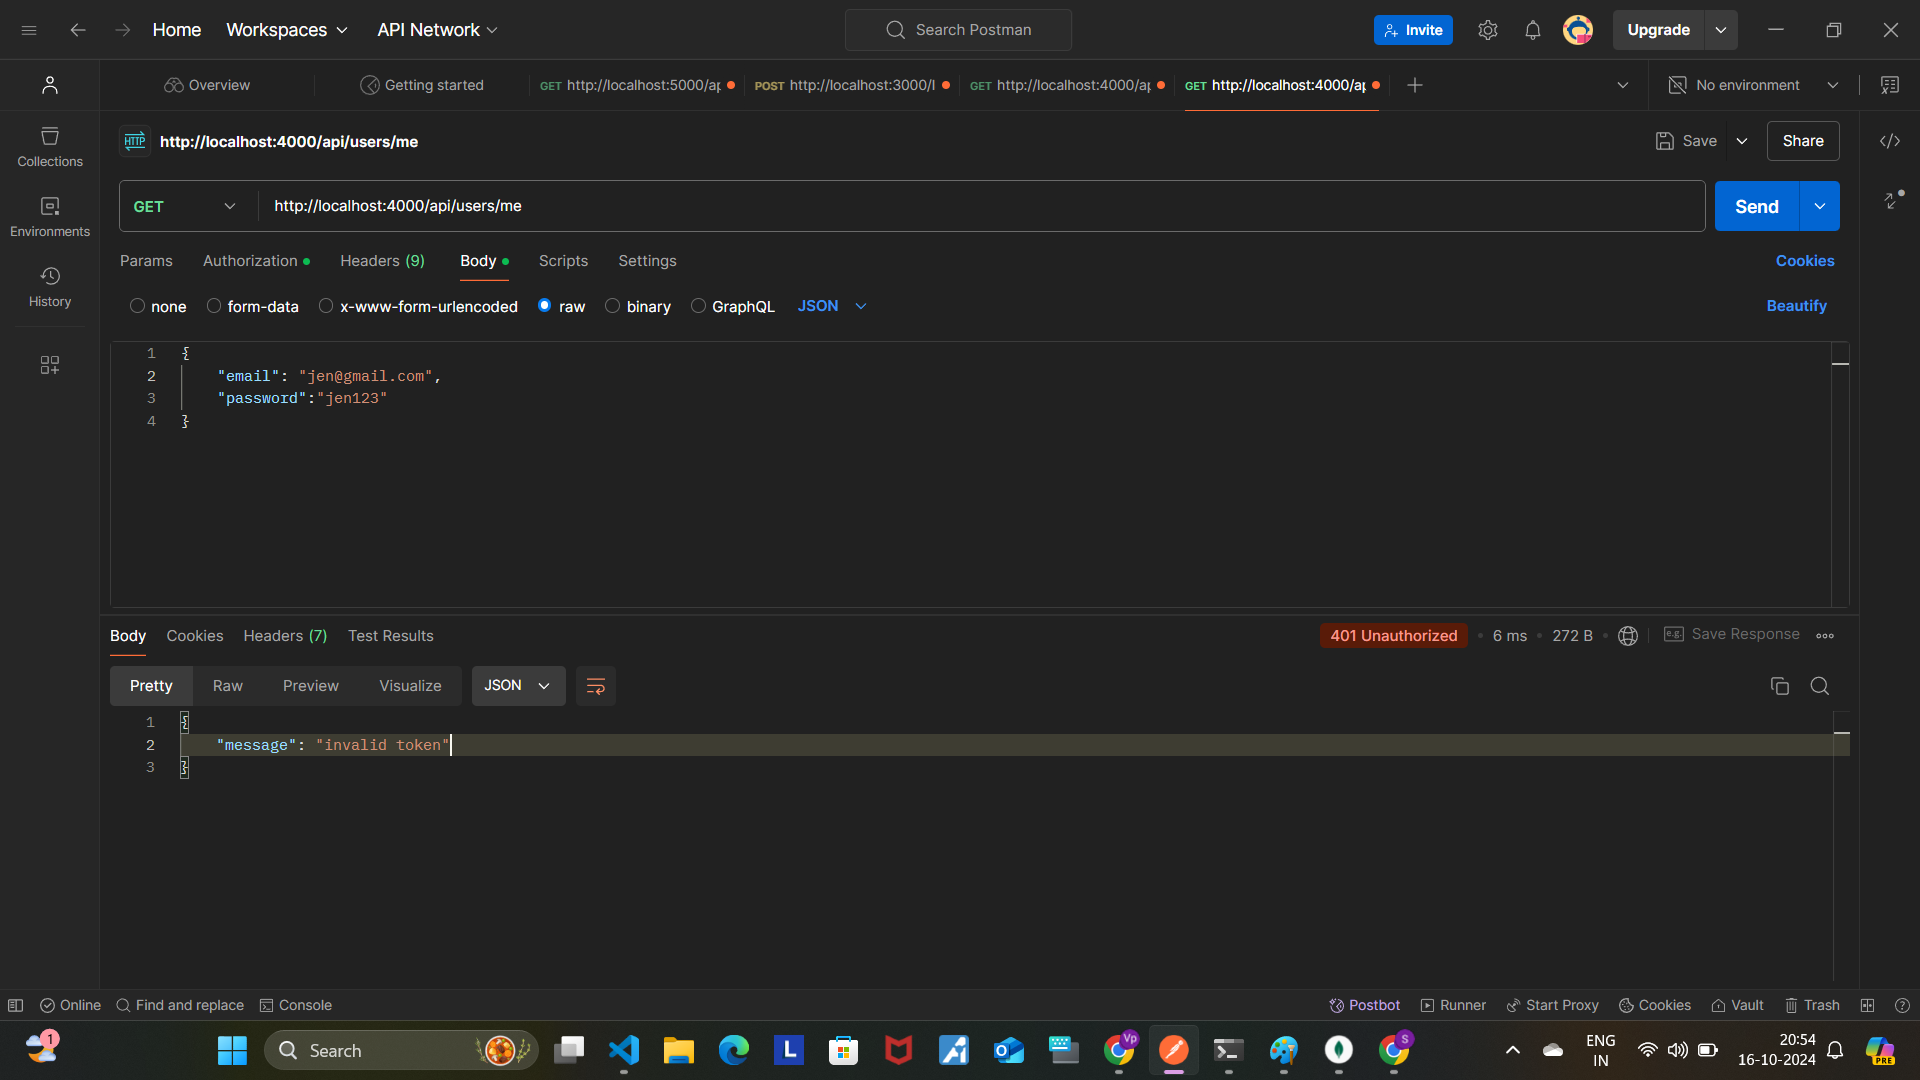 Home Workspaces API Network Search Postman Invite Upgrade
Overview Getting started GET http://localhost:5000/ap POST http://localhost:3000/l GET http://localhost:4000/ap GET http://localhost:4000/ap No environment
HTTP http://localhost:4000/api/users/me Save Share
Collections
GET http://localhost:4000/api/users/me Send
Environments
Params Authorization Headers (9) Body Scripts Settings Cookies
History
none form-data x-www-form-urlencoded raw binary GraphQL JSON Beautify
1 {
2 "email": "jen@gmail.com",
3 "password":"jen123"
4 }
Body Cookies Headers (7) Test Results 401 Unauthorized 6 ms 272 B e.g. Save Response
Pretty Raw Preview Visualize JSON
1 {
2 "message": "invalid token"
3 }
Online Find and replace Console Postbot Runner Start Proxy Cookies Vault Trash
1 Search L Vp S PRE
ENG 20:54
IN 16-10-2024